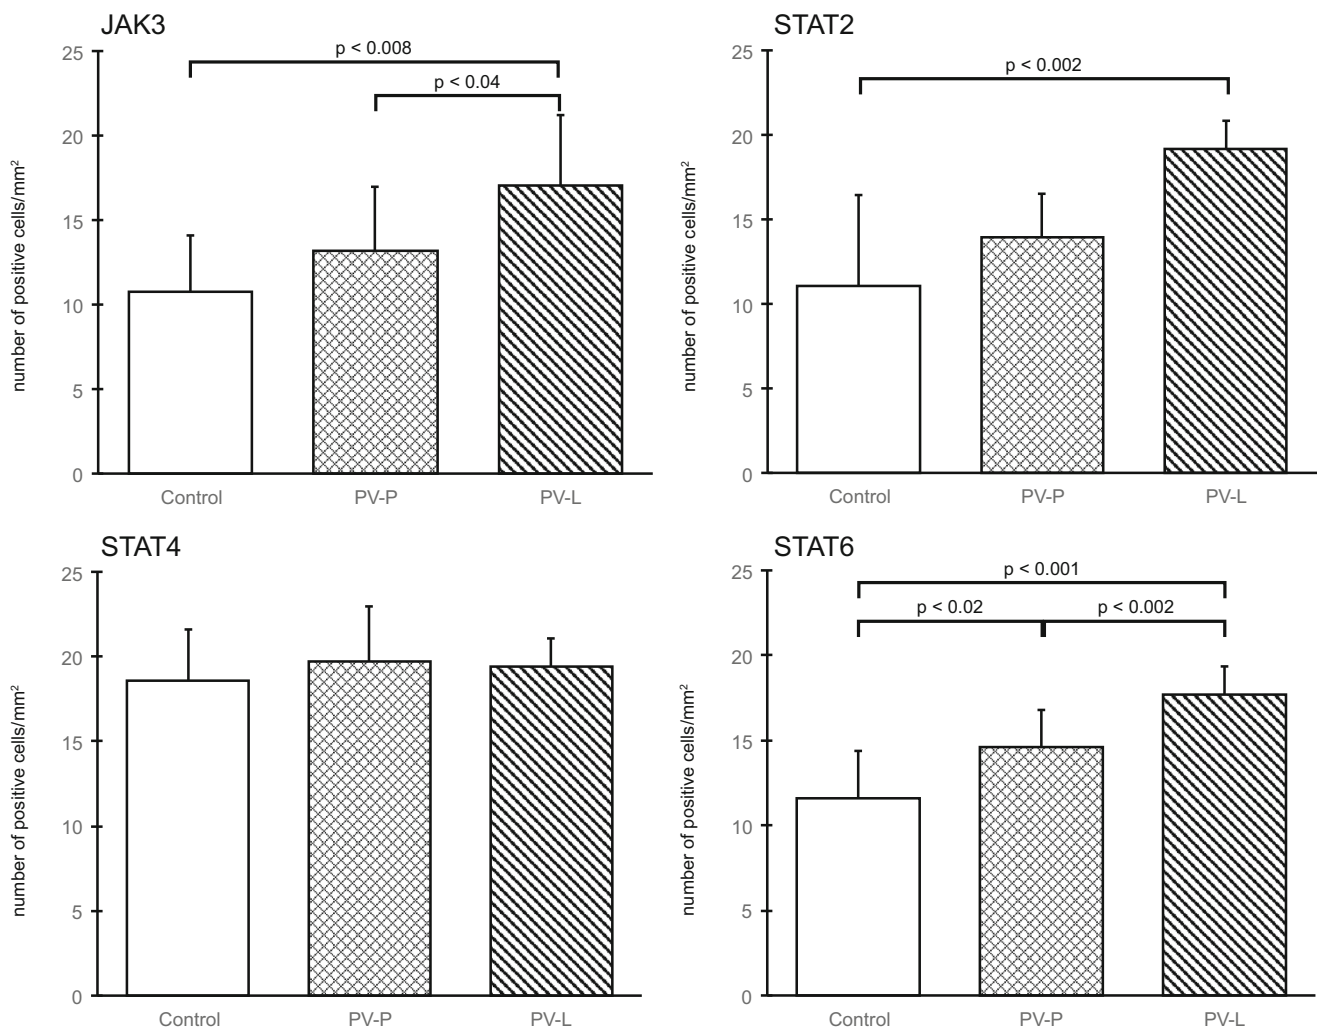 JAK3
p < 0.008
p < 0.04
number of positive cells/mm²
25
20
15
10
5
0
Control PV-P PV-L
STAT2
p < 0.002
number of positive cells/mm²
25
20
15
10
5
0
Control PV-P PV-L
STAT4
number of positive cells/mm²
25
20
15
10
5
0
Control PV-P PV-L
STAT6
p < 0.001
p < 0.02 p < 0.002
number of positive cells/mm²
25
20
15
10
5
0
Control PV-P PV-L